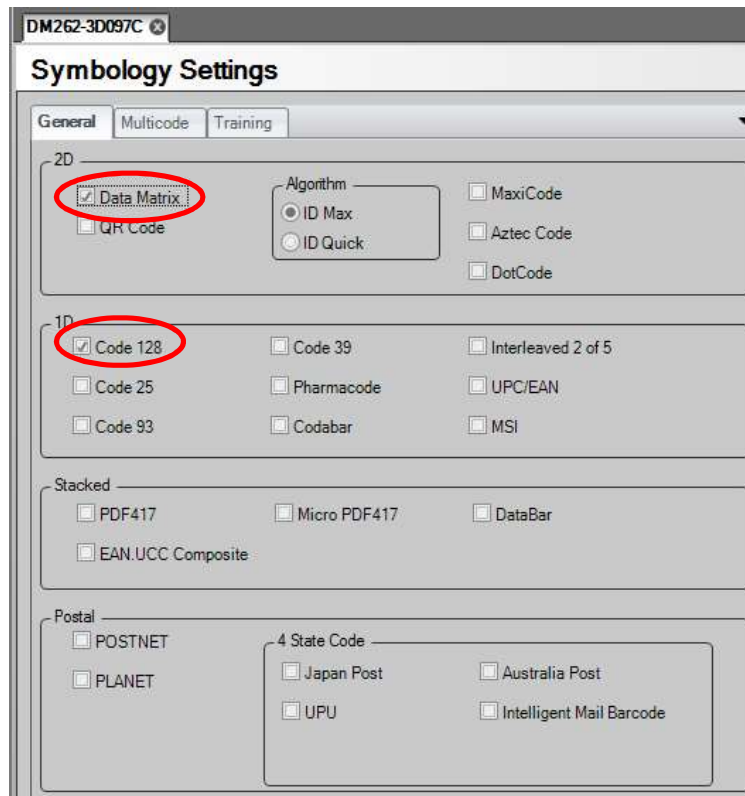 DM262-3D097C
Symbology Settings
General Multicode Training
2D
Data Matrix
QR Code
Algorithm
ID Max
ID Quick
MaxiCode
Aztec Code
DotCode
1D
Code 128 Code 39 Interleaved 2 of 5
Code 25 Pharmacode UPC/EAN
Code 93 Codabar MSI
Stacked
PDF417 Micro PDF417 DataBar
EAN.UCC Composite
Postal
POSTNET
PLANET
4 State Code
Japan Post Australia Post
UPU Intelligent Mail Barcode